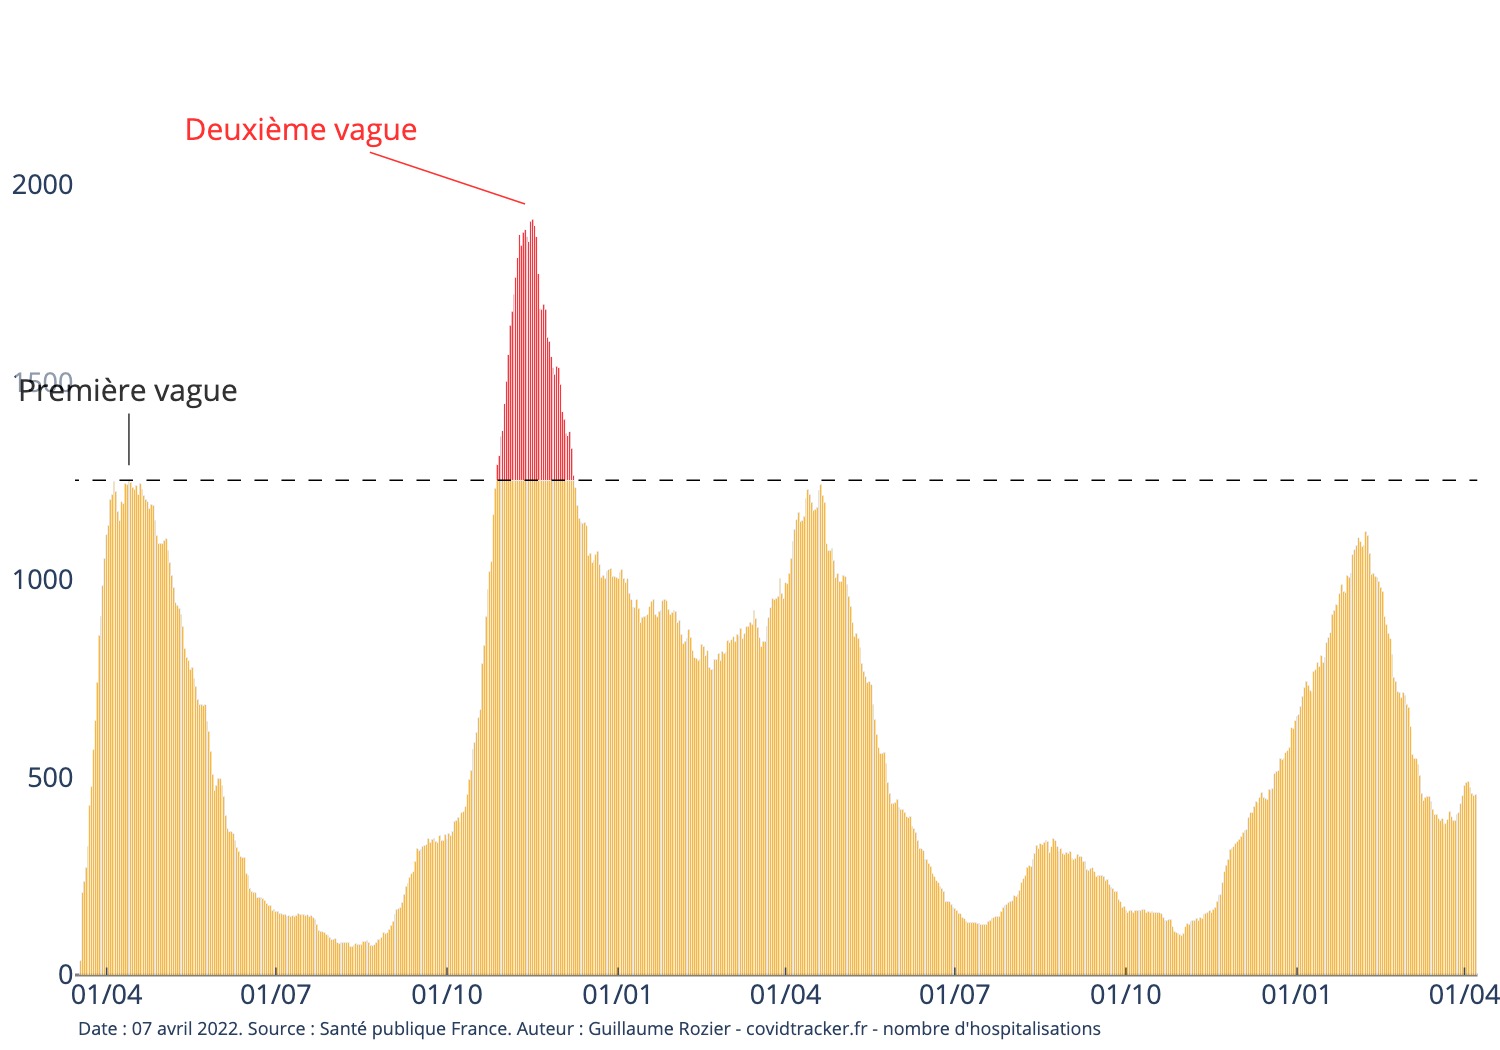 Deuxième vague
2000
1500
Première vague
1000
500
0
01/04 01/07 01/10 01/01 01/04 01/07 01/10 01/01 01/04
Date : 07 avril 2022. Source : Santé publique France. Auteur : Guillaume Rozier - covidtracker.fr - nombre d'hospitalisations